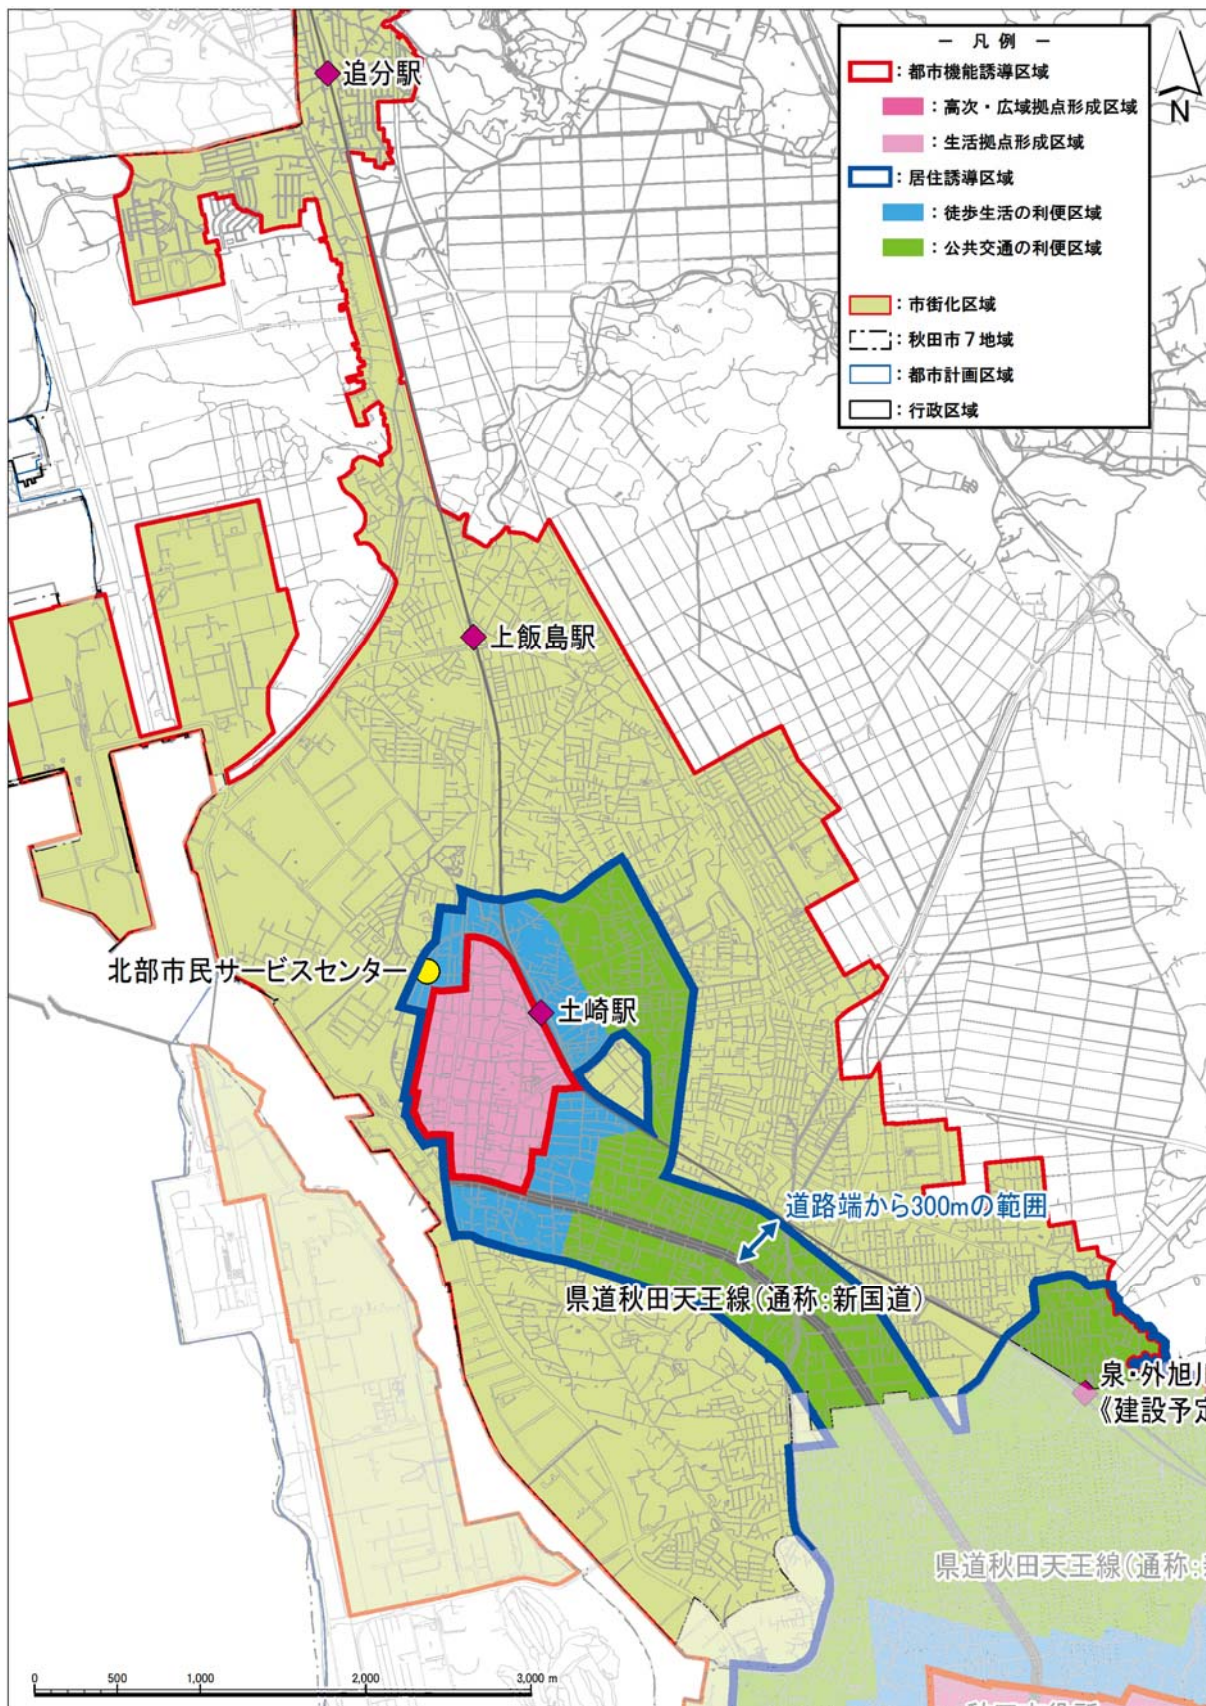 ― 凡 例 ―
：都市機能誘導区域
：高次・広域拠点形成区域
：生活拠点形成区域
：居住誘導区域
：徒歩生活の利便区域
：公共交通の利便区域
：市街化区域
：秋田市７地域
：都市計画区域
：行政区域
N
追分駅
上飯島駅
北部市民サービスセンター
土崎駅
道路端から300mの範囲
県道秋田天王線(通称:新国道)
泉・外旭川
《建設予定
県道秋田天王線(通称:
0 500 1,000 2,000 3,000 m